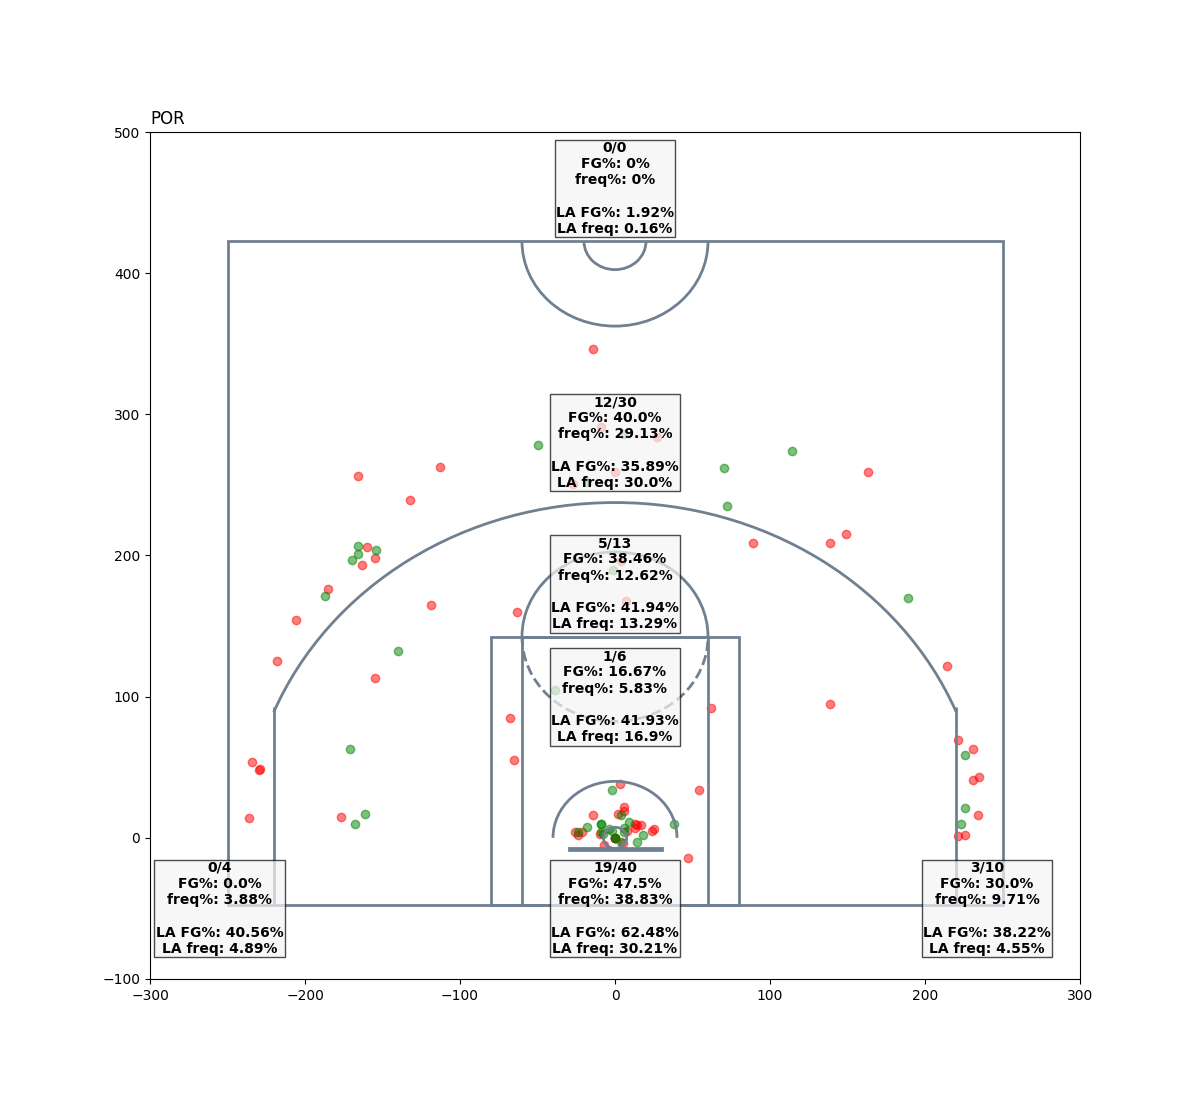 POR
500
400
300
200
100
0
−100
−300
−200
−100
0
100
200
300
0/0
FG%: 0%
freq%: 0%
LA FG%: 1.92%
LA freq: 0.16%
12/30
FG%: 40.0%
freq%: 29.13%
LA FG%: 35.89%
LA freq: 30.0%
5/13
FG%: 38.46%
freq%: 12.62%
LA FG%: 41.94%
LA freq: 13.29%
1/6
FG%: 16.67%
freq%: 5.83%
LA FG%: 41.93%
LA freq: 16.9%
0/4
FG%: 0.0%
freq%: 3.88%
LA FG%: 40.56%
LA freq: 4.89%
19/40
FG%: 47.5%
freq%: 38.83%
LA FG%: 62.48%
LA freq: 30.21%
3/10
FG%: 30.0%
freq%: 9.71%
LA FG%: 38.22%
LA freq: 4.55%